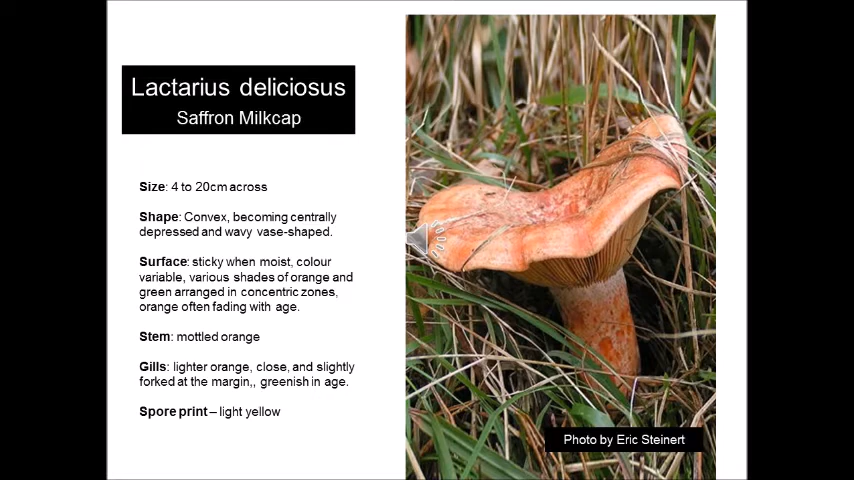 Lactarius deliciosus
Saffron Milkcap
Size: 4 to 20cm across
Shape: Convex, becoming centrally
depressed and wavy vase-shaped.
Surface: sticky when moist, colour
variable, various shades of orange and
green arranged in concentric zones,
orange often fading with age.
Stem: mottled orange
Gills: lighter orange, close, and slightly
forked at the margin,, greenish in age.
Spore print – light yellow
Photo by Eric Steinert